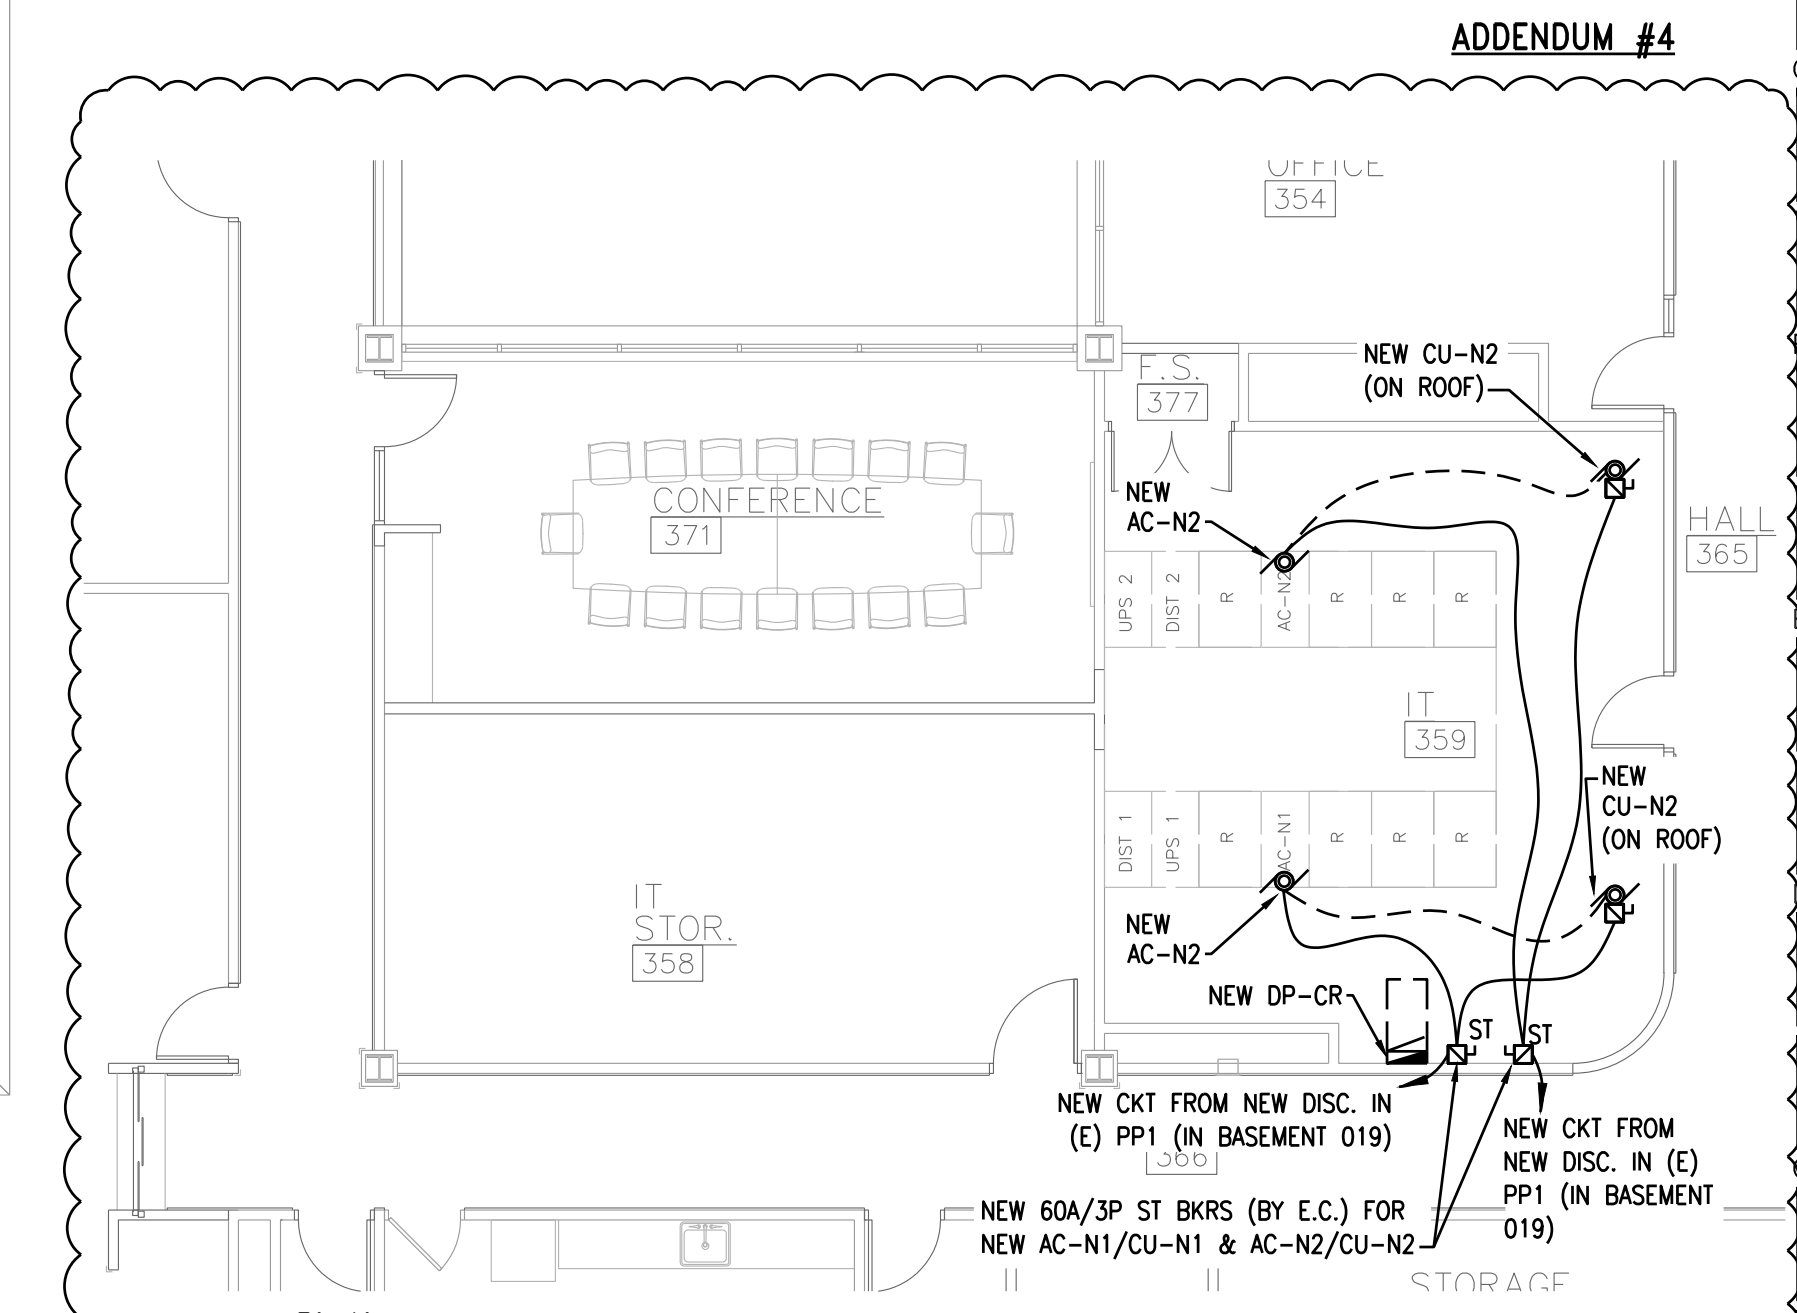 ADDENDUM #4
OFFICE
354
NEW CU-N2
(ON ROOF)
F.S.
377
NEW
AC-N2
CONFERENCE
371
HALL
365
UPS 2
DIST 2
R
AC-N2
R
R
R
IT
359
NEW
CU-N2
(ON ROOF)
DIST 1
UPS 1
R
AC-N1
R
R
R
IT
STOR.
358
NEW
AC-N2
NEW DP-CR
ST
ST
NEW CKT FROM NEW DISC. IN
(E) PP1 (IN BASEMENT 019)
366
NEW CKT FROM
NEW DISC. IN (E)
PP1 (IN BASEMENT
019)
NEW 60A/3P ST BKRS (BY E.C.) FOR
NEW AC-N1/CU-N1 & AC-N2/CU-N2
STORAGE